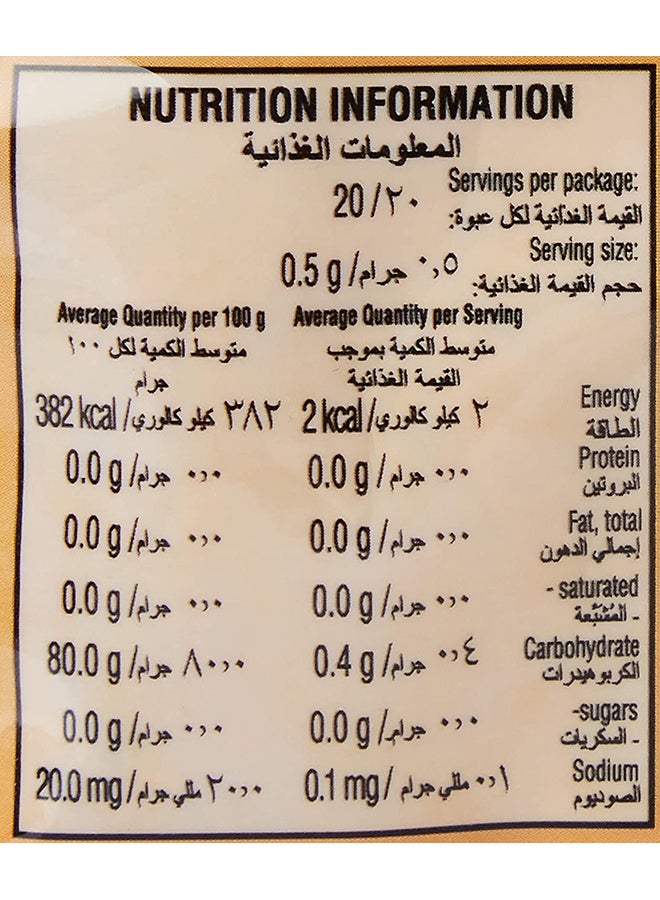 NUTRITION INFORMATION
المعلومات الغذائية
Servings per package: 20/٢٠
القيمة الغذائية لكل عبوة:
Serving size: 0.5 g/جرام ٠,٥
حجم القيمة الغذائية:
Average Quantity per 100 g Average Quantity per Serving
متوسط الكمية لكل ١٠٠ جرام
متوسط الكمية بموجب القيمة الغذائية
Energy 2 kcal/كيلو كالوري ٢ 382 kcal/كيلو كالوري ٣٨٢
الطاقة
Protein 0.0 g/جرام ٠,٠ 0.0 g/جرام ٠,٠
البروتين
Fat, total 0.0 g/جرام ٠,٠ 0.0 g/جرام ٠,٠
إجمالي الدهون
- saturated 0.0 g/جرام ٠,٠ 0.0 g/جرام ٠,٠
- المُشبَّعة
Carbohydrate 0.4 g/جرام ٠,٤ 80.0 g/جرام ٨٠,٠
الكربوهيدرات
-sugars 0.0 g/جرام ٠,٠ 0.0 g/جرام ٠,٠
- السكريات
Sodium 0.1 mg/مللي جرام ٠,١ 20.0 mg/مللي جرام ٢٠,٠
الصوديوم